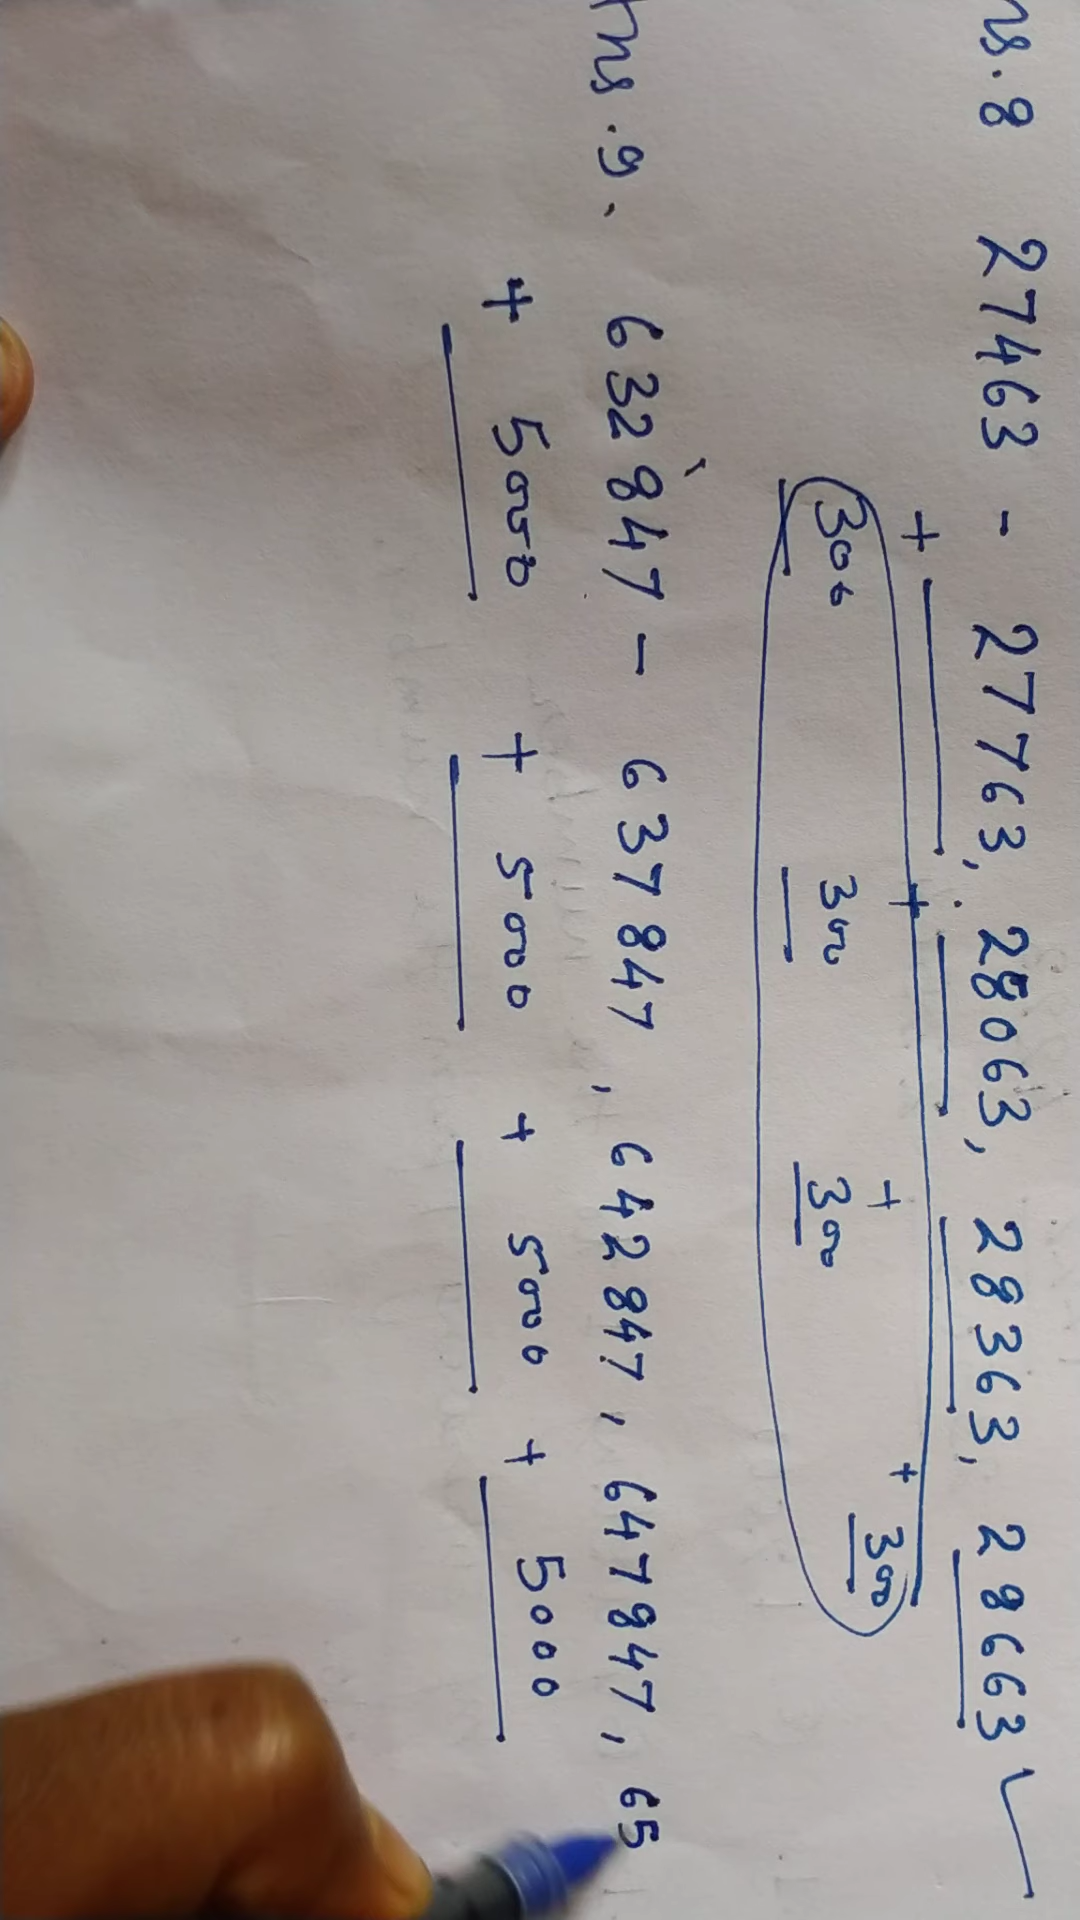 ns.8 27463 - 27763, 28063, 28363, 28663 ✓
+ + + +
300 300 300 300
Ans.9. 632847 - 637847, 642847, 647847, 65
+ 5000 + 5000 + 5000 + 5000